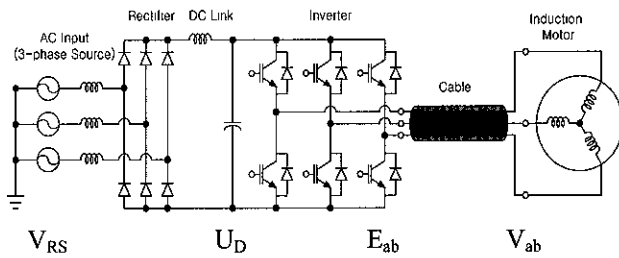 Rectifier DC Link Inverter Induction
Motor
AC Input
(3-phase Source)
Cable
V_RS U_D E_ab V_ab